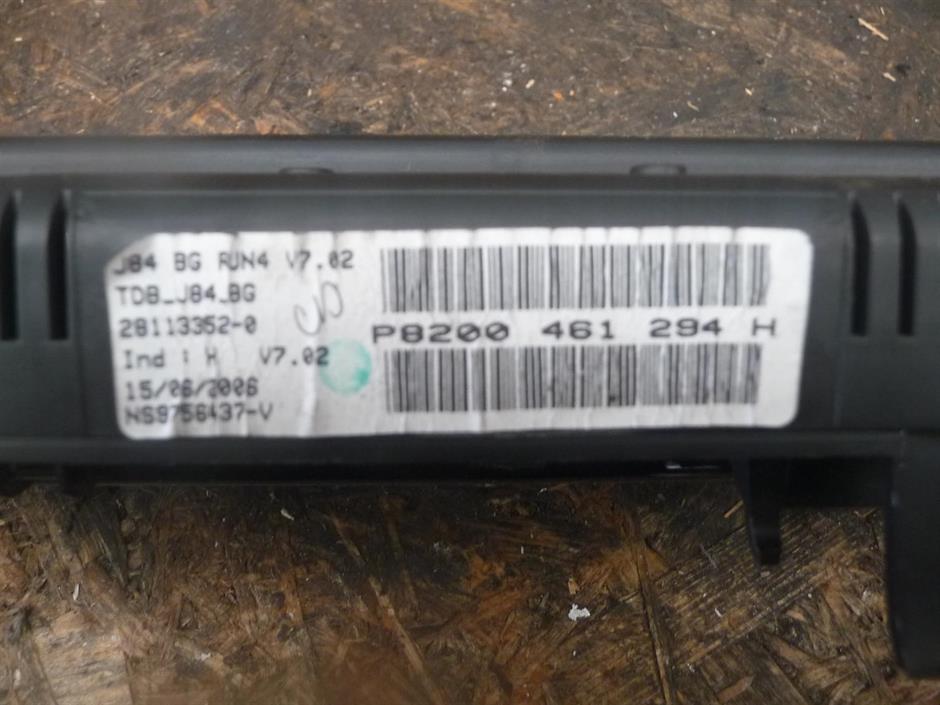 J84 BG RUN4 V7.02
TDB_J84_BG
28113352-0
Ind : H V7.02
15/06/2006
NS9756437-V
P8200 461 294 H